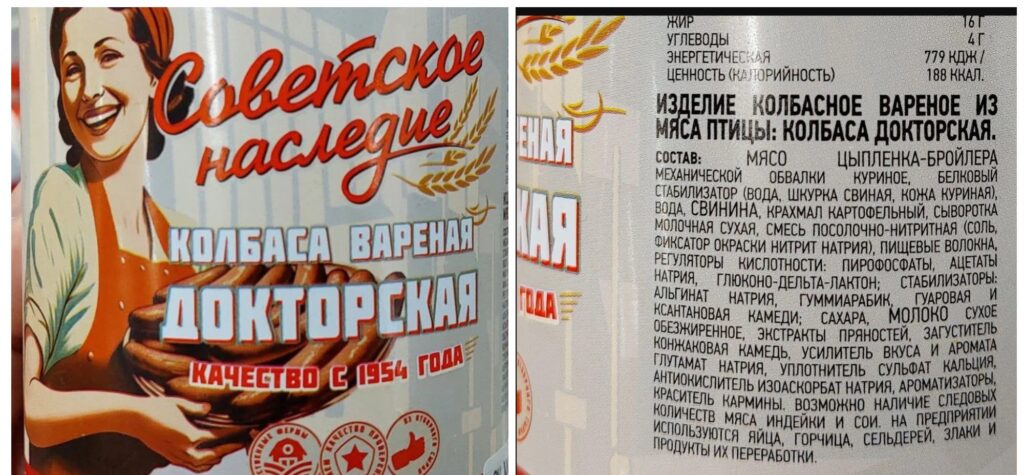 Советское
наследие
КОЛБАСА ВАРЕНАЯ
ДОКТОРСКАЯ
КАЧЕСТВО С 1954 ГОДА
ЖИР 16 Г
УГЛЕВОДЫ 4 Г
ЭНЕРГЕТИЧЕСКАЯ 779 КДЖ/
ЦЕННОСТЬ (КАЛОРИЙНОСТЬ) 188 ККАЛ.
ИЗДЕЛИЕ КОЛБАСНОЕ ВАРЕНОЕ ИЗ
МЯСА ПТИЦЫ: КОЛБАСА ДОКТОРСКАЯ.
СОСТАВ: МЯСО ЦЫПЛЕНКА-БРОЙЛЕРА
МЕХАНИЧЕСКОЙ ОБВАЛКИ КУРИНОЕ, БЕЛКОВЫЙ
СТАБИЛИЗАТОР (ВОДА, ШКУРКА СВИНАЯ, КОЖА КУРИНАЯ),
ВОДА, СВИНИНА, КРАХМАЛ КАРТОФЕЛЬНЫЙ, СЫВОРОТКА
МОЛОЧНАЯ СУХАЯ, СМЕСЬ ПОСОЛОЧНО-НИТРИТНАЯ (СОЛЬ,
ФИКСАТОР ОКРАСКИ НИТРИТ НАТРИЯ), ПИЩЕВЫЕ ВОЛОКНА,
РЕГУЛЯТОРЫ КИСЛОТНОСТИ: ПИРОФОСФАТЫ, АЦЕТАТЫ
НАТРИЯ, ГЛЮКОНО-ДЕЛЬТА-ЛАКТОН; СТАБИЛИЗАТОРЫ:
АЛЬГИНАТ НАТРИЯ, ГУММИАРАБИК, ГУАРОВАЯ И
КСАНТАНОВАЯ КАМЕДИ; САХАРА, МОЛОКО СУХОЕ
ОБЕЗЖИРЕННОЕ, ЭКСТРАКТЫ ПРЯНОСТЕЙ, ЗАГУСТИТЕЛЬ
КОНЖАКОВАЯ КАМЕДЬ, УСИЛИТЕЛЬ ВКУСА И АРОМАТА
ГЛУТАМАТ НАТРИЯ, УПЛОТНИТЕЛЬ СУЛЬФАТ КАЛЬЦИЯ,
АНТИОКИСЛИТЕЛЬ ИЗОАСКОРБАТ НАТРИЯ, АРОМАТИЗАТОРЫ,
КРАСИТЕЛЬ КАРМИНЫ. ВОЗМОЖНО НАЛИЧИЕ СЛЕДОВЫХ
КОЛИЧЕСТВ МЯСА ИНДЕЙКИ И СОИ. НА ПРЕДПРИЯТИИ
ИСПОЛЬЗУЮТСЯ ЯЙЦА, ГОРЧИЦА, СЕЛЬДЕРЕЙ, ЗЛАКИ И
ПРОДУКТЫ ИХ ПЕРЕРАБОТКИ.
ЕНАЯ
КАЯ
ГОДА